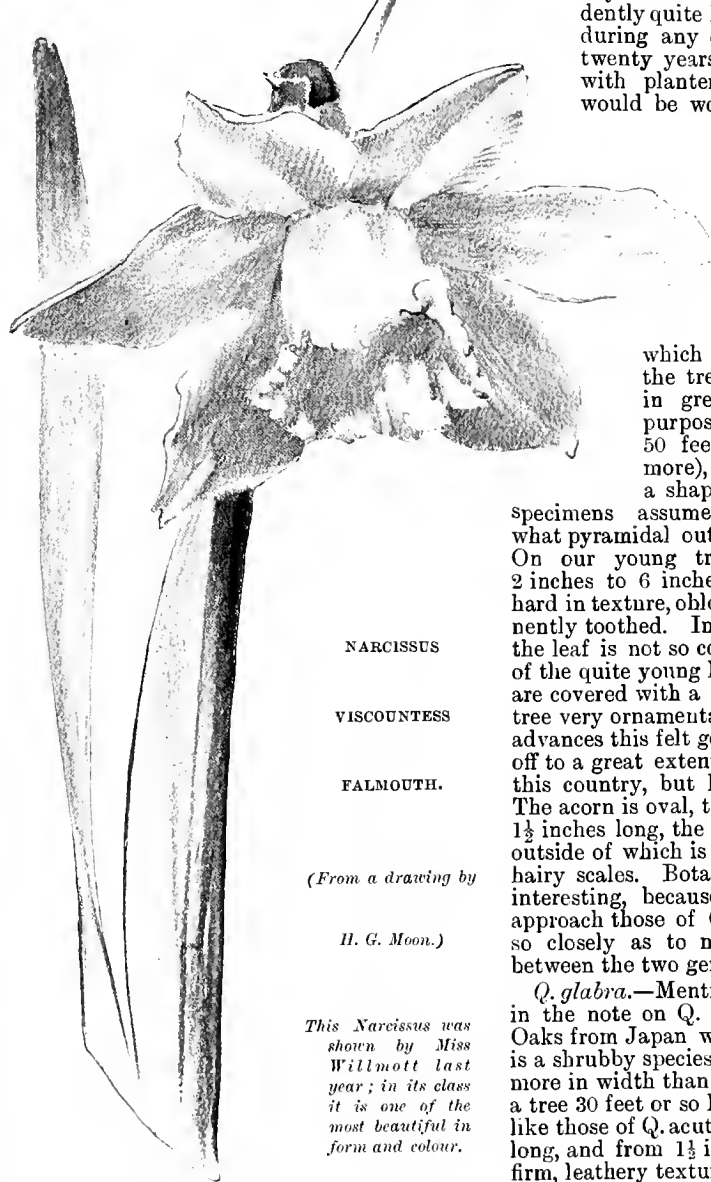 NARCISSUS
VISCOUNTESS
FALMOUTH.
(From a drawing by
H. G. Moon.)
This Narcissus was
shown by Miss
Willmott last
year; in its class
it is one of the
most beautiful in
form and colour.
dently quite
during any
twenty years
with planter
would be wo
which
the tre
in gre
purpos
50 fee
more),
a shap
specimens assume
what pyramidal out
On our young tr
2 inches to 6 inche
hard in texture, obl
nently toothed. In
the leaf is not so co
of the quite young
are covered with a
tree very ornament
advances this felt g
off to a great exten
this country, but
The acorn is oval, t
1½ inches long, the
outside of which is
hairy scales. Bota
interesting, because
approach those of
so closely as to m
between the two ge
Q. glabra.—Menti
in the note on Q.
Oaks from Japan w
is a shrubby species
more in width than
a tree 30 feet or so
like those of Q. acut
long, and from 1½ i
firm, leathery textu